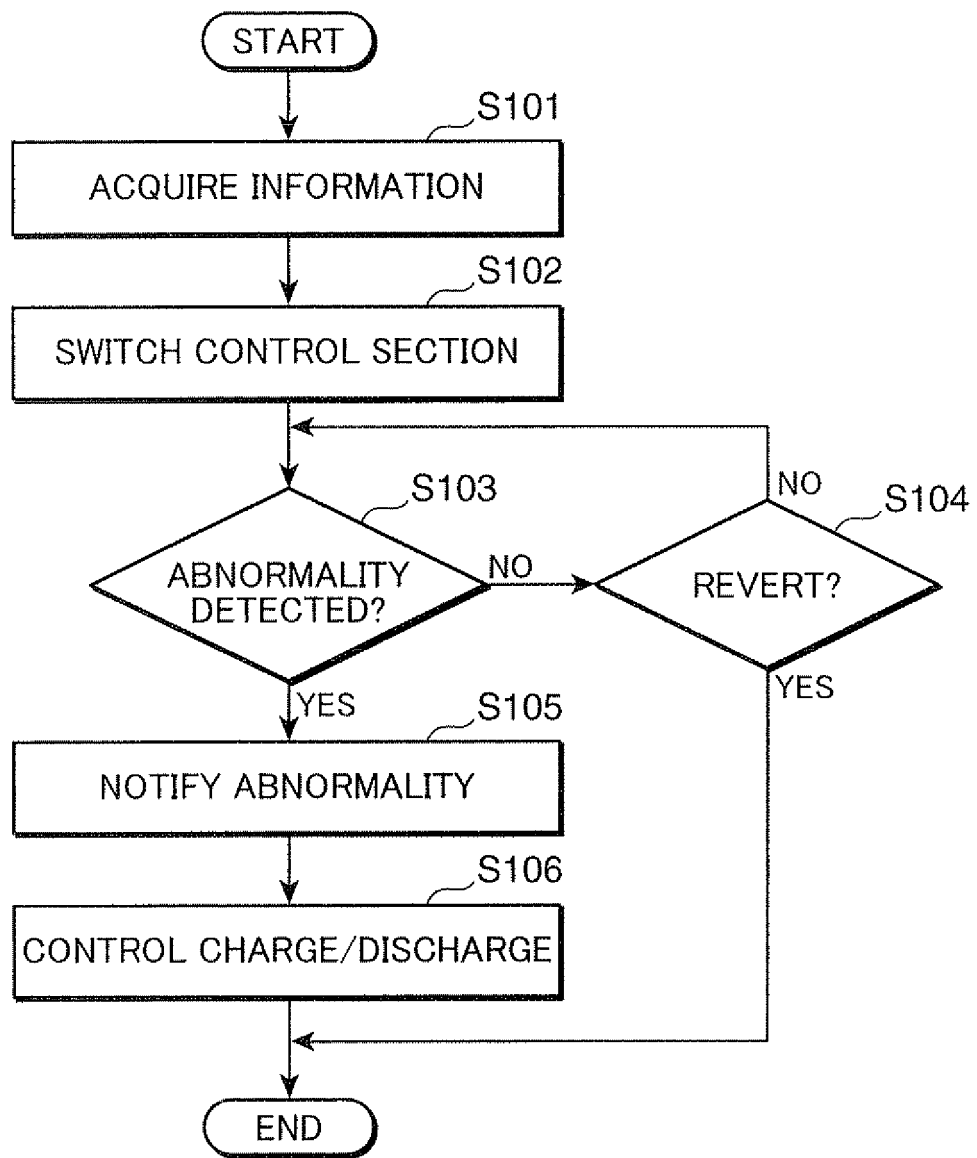 START
S101
ACQUIRE INFORMATION
S102
SWITCH CONTROL SECTION
S103
ABNORMALITY
DETECTED?
NO
NO
S104
REVERT?
YES
YES
S105
NOTIFY ABNORMALITY
S106
CONTROL CHARGE/DISCHARGE
END